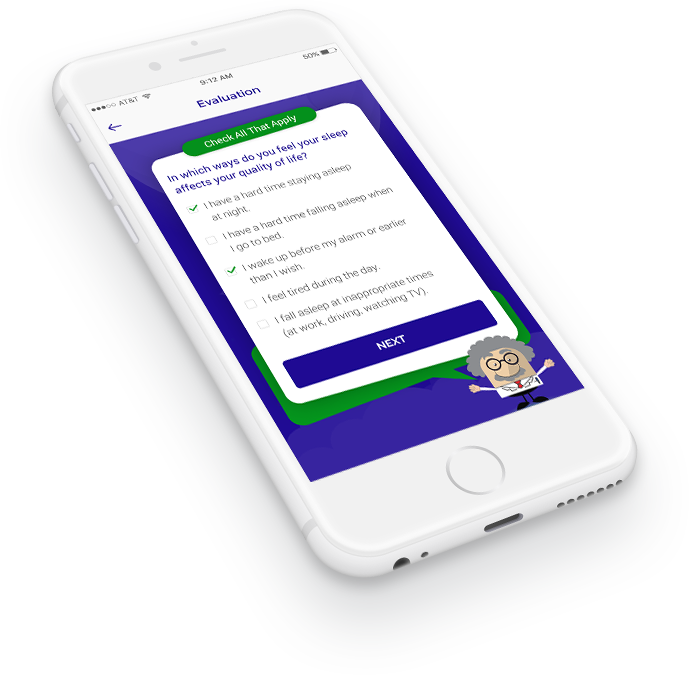 AT&T
9:12 AM
50%
Evaluation
Check All That Apply
In which ways do you feel your sleep
affects your quality of life?
I have a hard time staying asleep
at night.
I have a hard time falling asleep when
I go to bed.
I wake up before my alarm or earlier
than I wish.
I feel tired during the day.
I fall asleep at inappropriate times
(at work, driving, watching TV).
NEXT